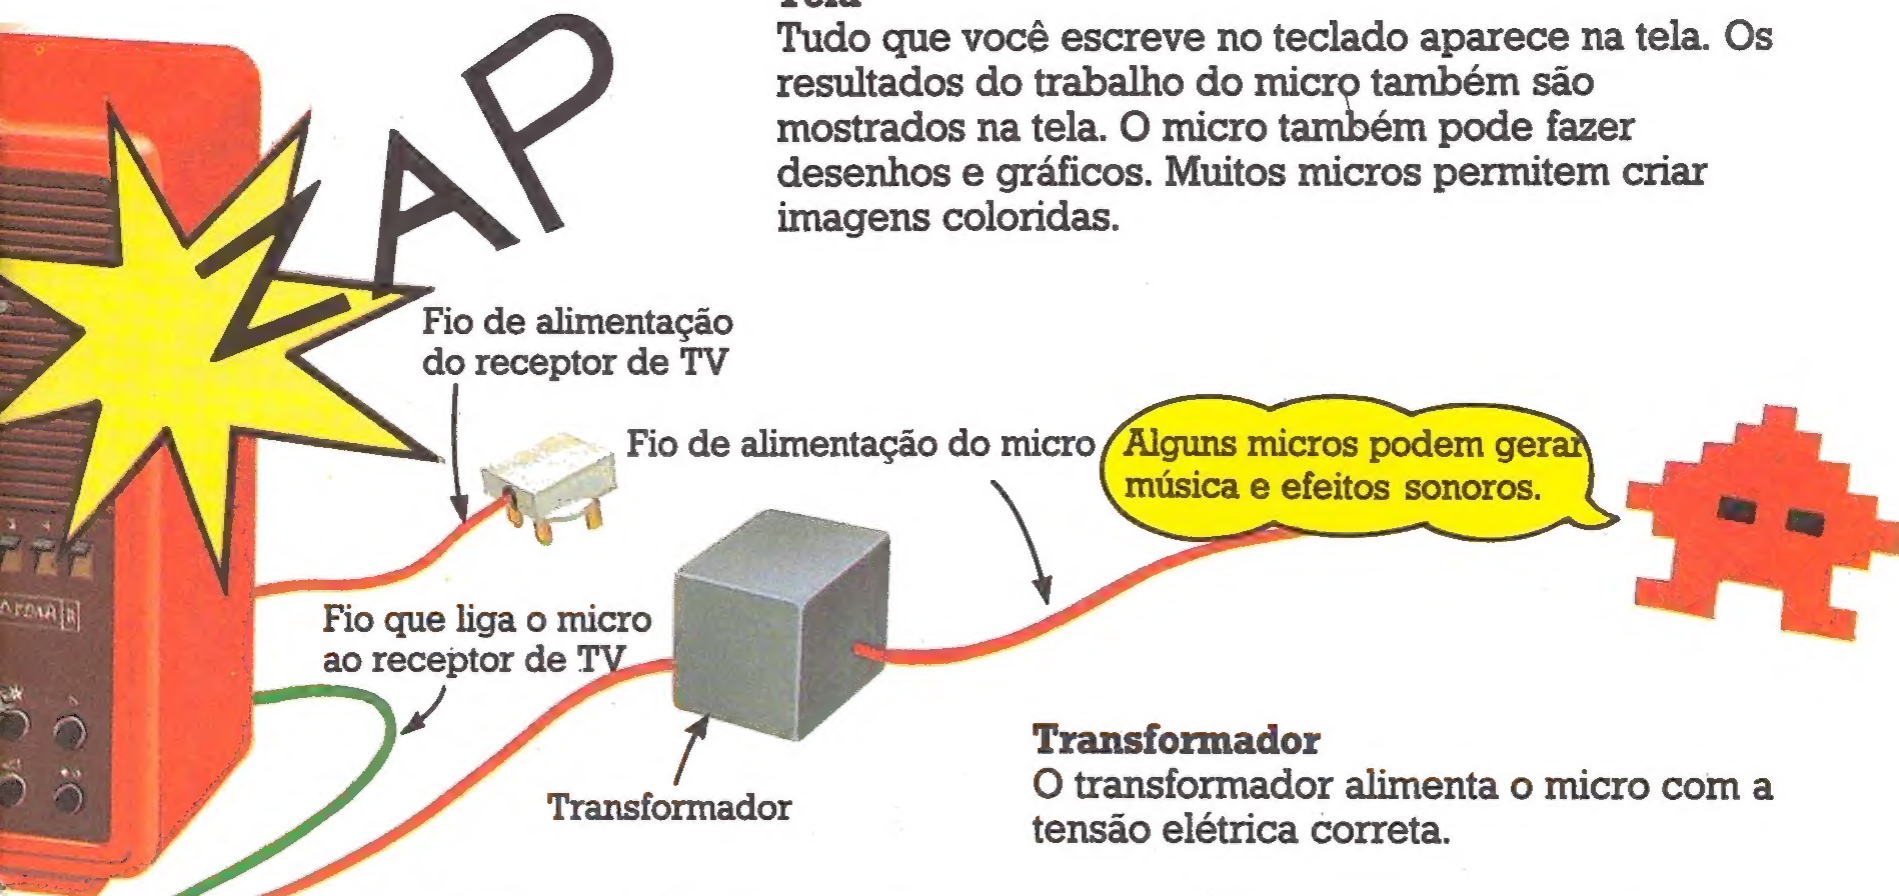 Tela
Tudo que você escreve no teclado aparece na tela. Os
resultados do trabalho do micro também são
mostrados na tela. O micro também pode fazer
desenhos e gráficos. Muitos micros permitem criar
imagens coloridas.
ZAP
Fio de alimentação
do receptor de TV
Fio de alimentação do micro
Alguns micros podem gerar
música e efeitos sonoros.
Fio que liga o micro
ao receptor de TV
Transformador
Transformador
O transformador alimenta o micro com a
tensão elétrica correta.